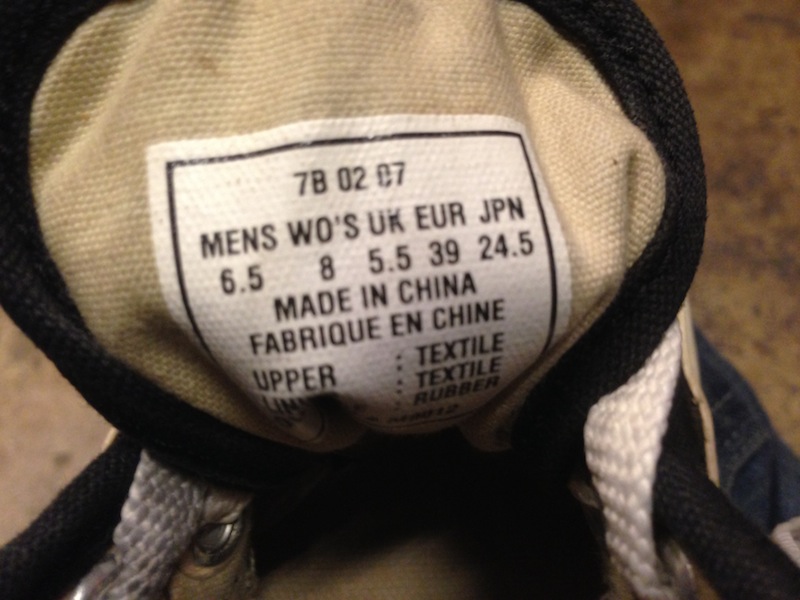 7B 02 07
MENS WO'S UK EUR JPN
6.5 8 5.5 39 24.5
MADE IN CHINA
FABRIQUE EN CHINE
UPPER : TEXTILE
: TEXTILE
RUBBER